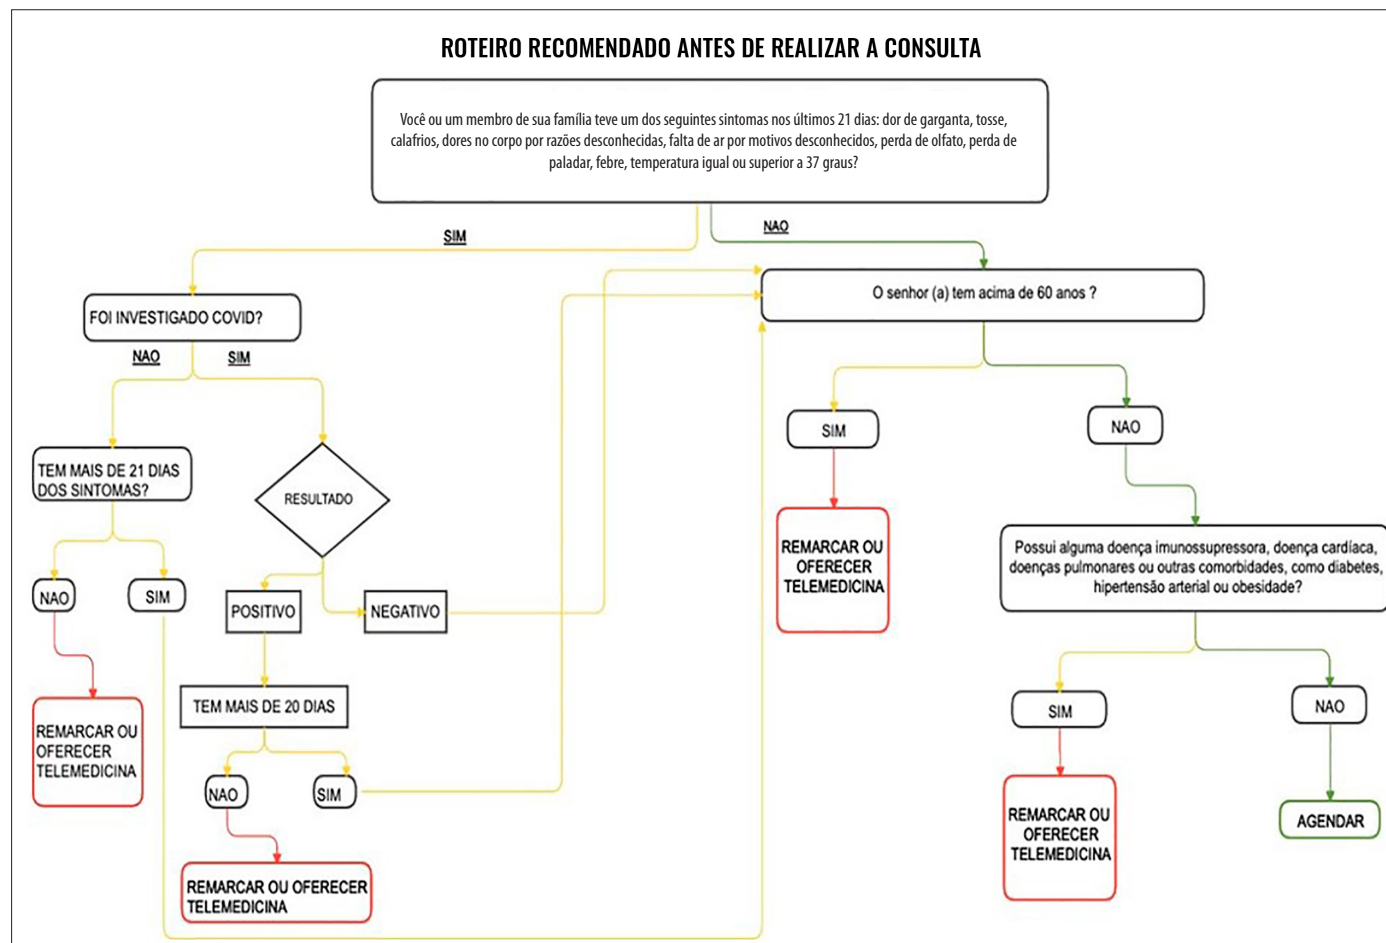 ROTEIRO RECOMENDADO ANTES DE REALIZAR A CONSULTA
Você ou um membro de sua família teve um dos seguintes sintomas nos últimos 21 dias: dor de garganta, tosse,
calafrios, dores no corpo por razões desconhecidas, falta de ar por motivos desconhecidos, perda de olfato, perda de
paladar, febre, temperatura igual ou superior a 37 graus?
SIM
NAO
FOI INVESTIGADO COVID?
NAO
SIM
TEM MAIS DE 21 DIAS
DOS SINTOMAS?
NAO
SIM
REMARCAR OU
OFERECER
TELEMEDICINA
RESULTADO
POSITIVO
NEGATIVO
TEM MAIS DE 20 DIAS
NAO
SIM
REMARCAR OU OFERECER
TELEMEDICINA
O senhor (a) tem acima de 60 anos ?
SIM
NAO
REMARCAR OU
OFERECER
TELEMEDICINA
Possui alguma doença imunossupressora, doença cardíaca,
doenças pulmonares ou outras comorbidades, como diabetes,
hipertensão arterial ou obesidade?
SIM
NAO
REMARCAR OU
OFERECER
TELEMEDICINA
AGENDAR